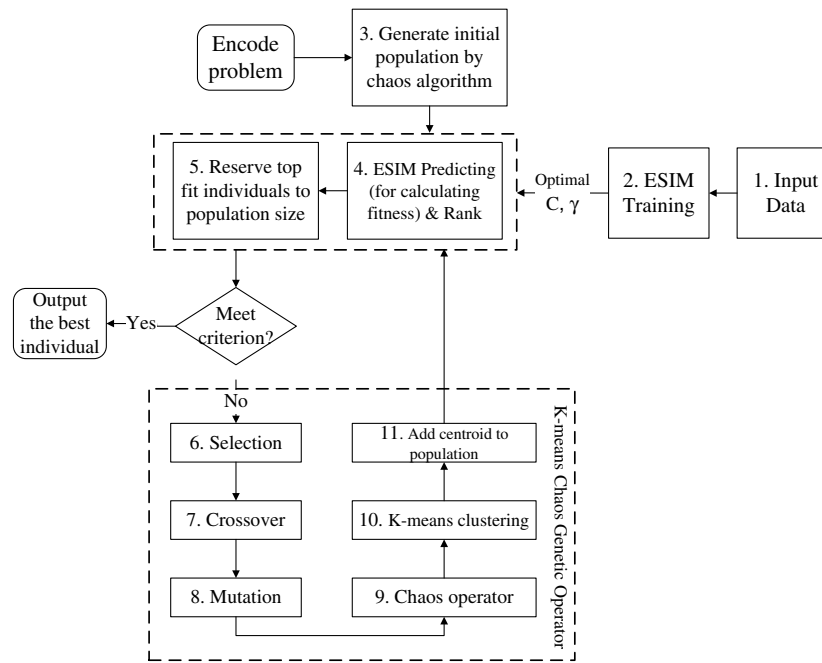 Encode
problem
3. Generate initial
population by
chaos algorithm
5. Reserve top
fit individuals to
population size
4. ESIM Predicting
(for calculating
fitness) & Rank
Optimal
C, γ
2. ESIM
Training
1. Input
Data
Output
the best
individual
Yes
Meet
criterion?
No
6. Selection
7. Crossover
8. Mutation
11. Add centroid to
population
10. K-means clustering
9. Chaos operator
K-means Chaos Genetic Operator